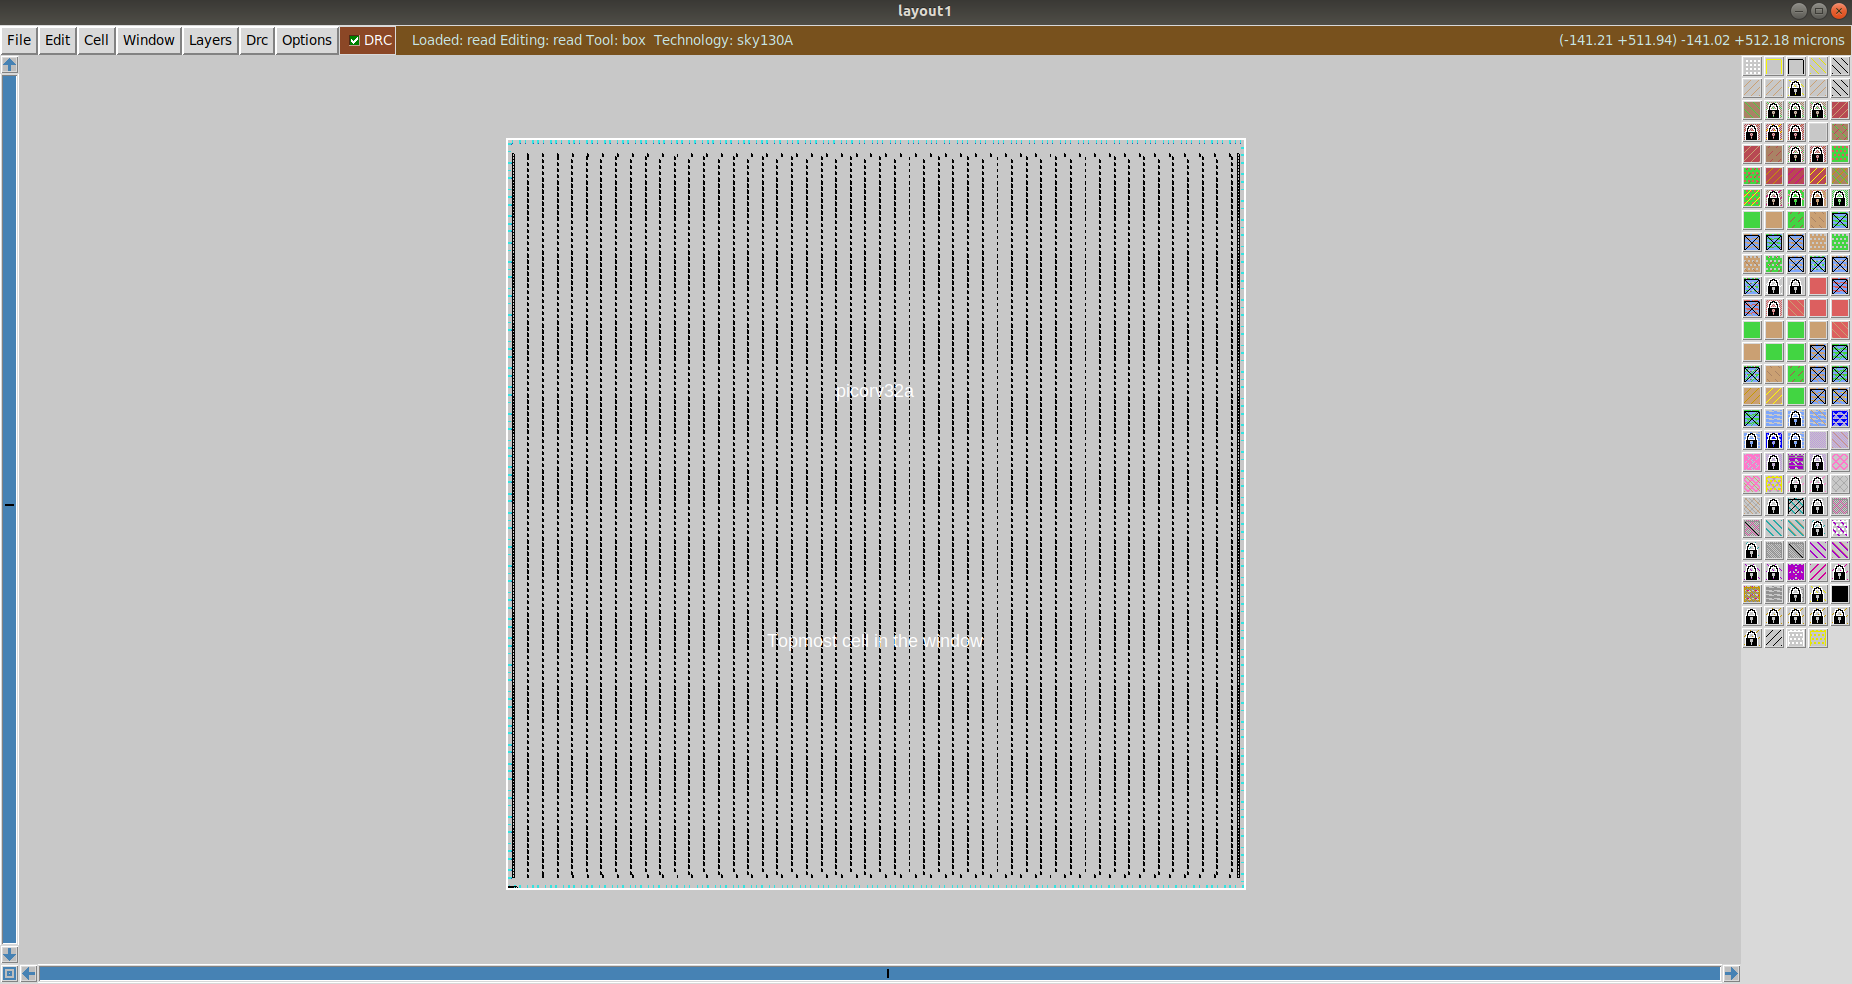 layout1
File Edit Cell Window Layers Drc Options DRC Loaded: read Editing: read Tool: box Technology: sky130A (-141.21 +511.94) -141.02 +512.18 microns
picorv32a
Topmost cell in the window